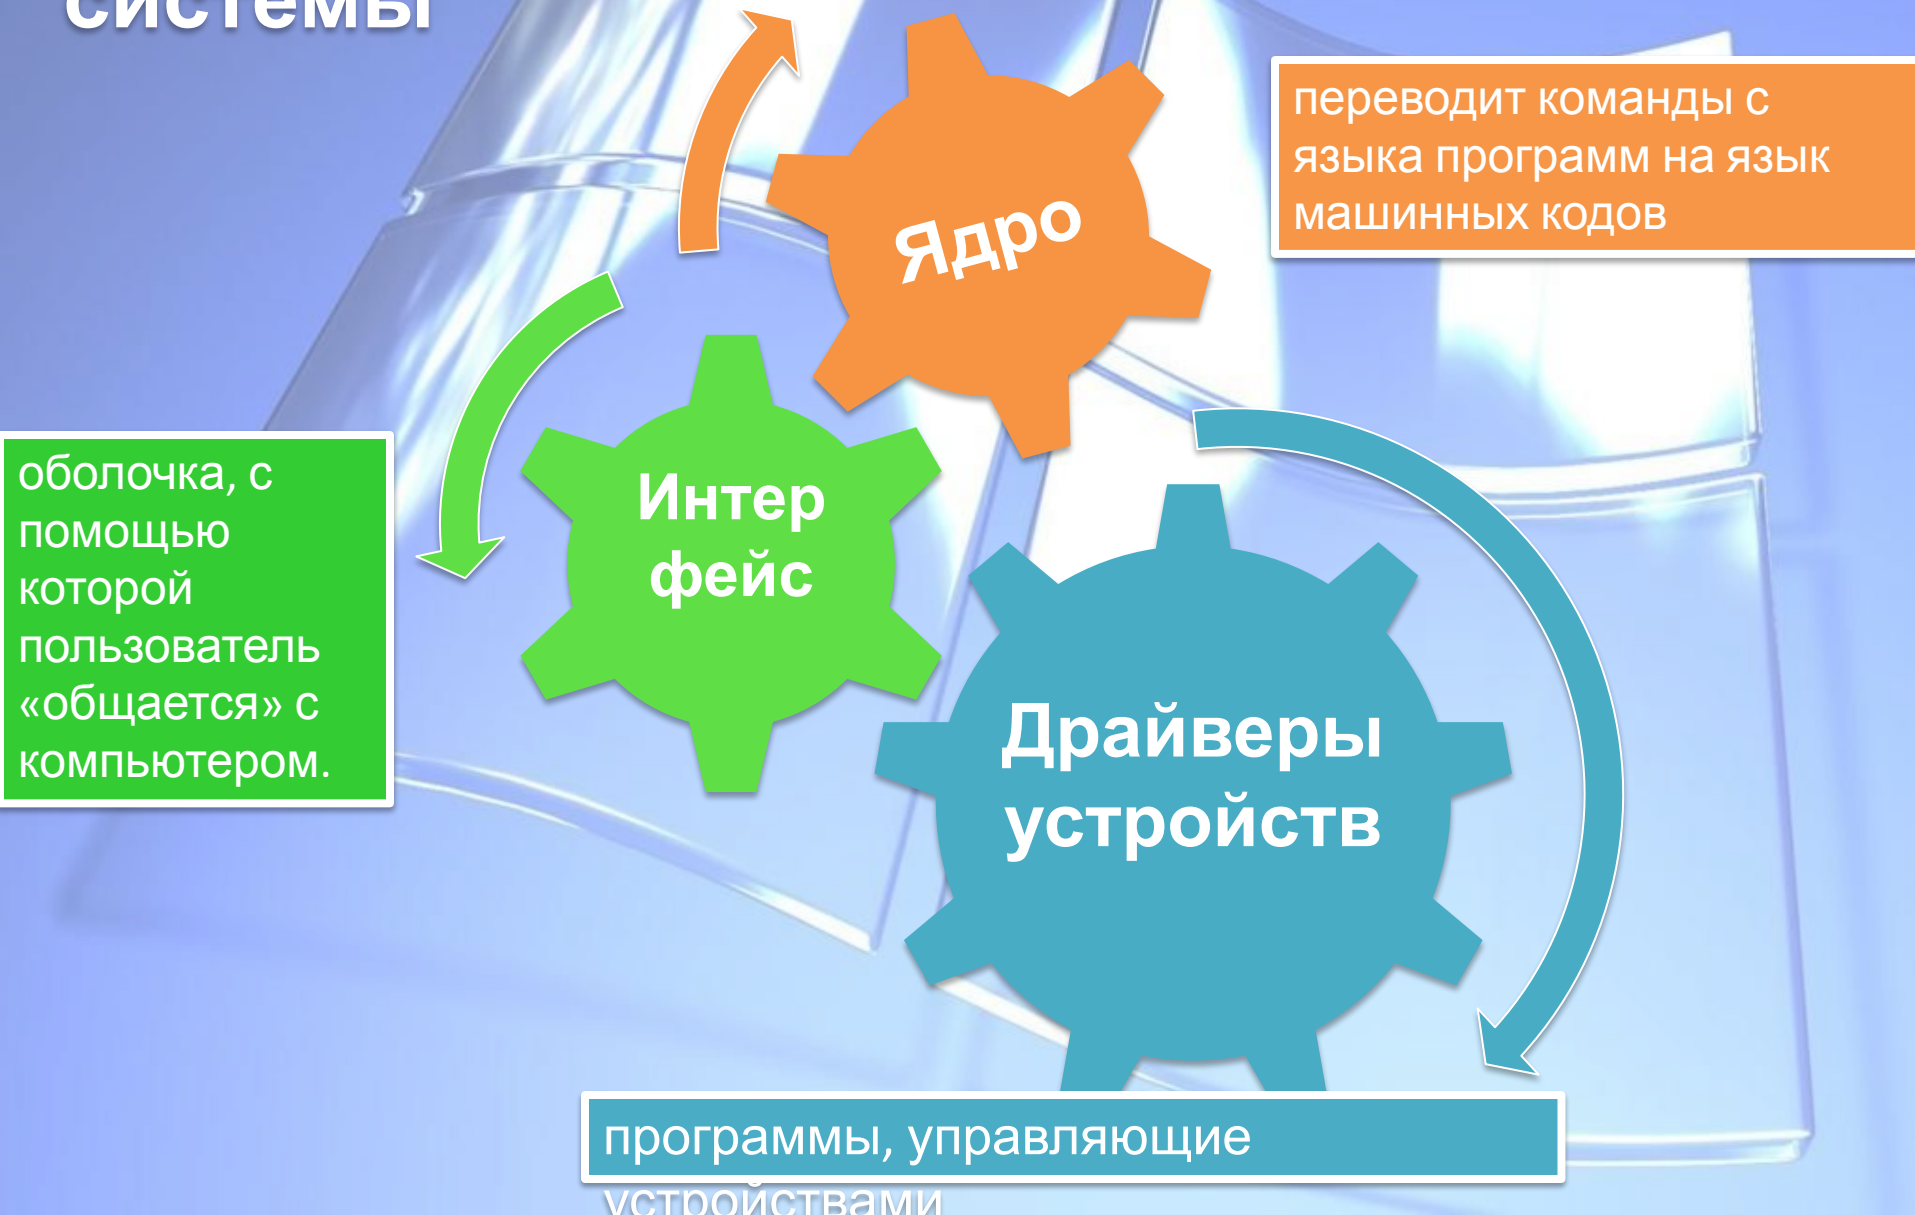 системы
Ядро
переводит команды с
языка программ на язык
машинных кодов
Интер
фейс
оболочка, с
помощью
которой
пользователь
«общается» с
компьютером.
Драйверы
устройств
программы, управляющие
устройствами